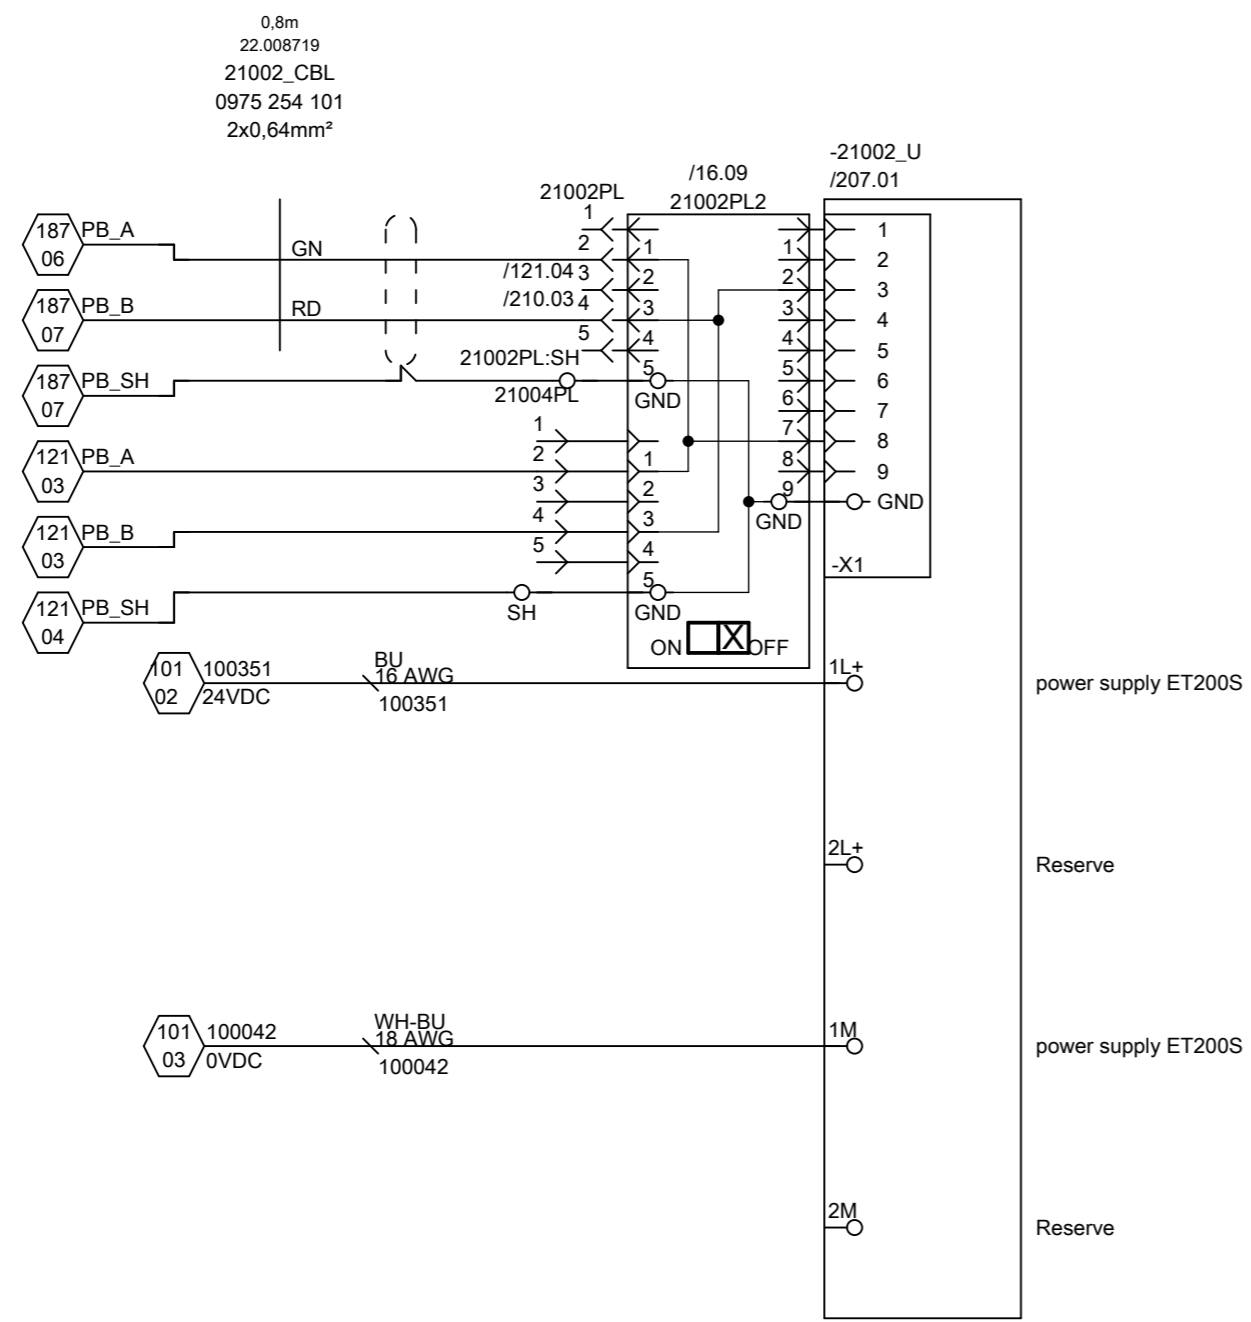 0,8m
22.008719
21002_CBL
0975 254 101
2x0,64mm²
-21002_U
/207.01
/16.09
21002PL2
21002PL
1
2
/121.04 3
/210.03 4
5
187
06
PB_A
GN
187
07
PB_B
RD
187
07
PB_SH
21002PL:SH
21004PL
1
2
3
4
5
GND
1
2
3
4
5
6
7
8
9
GND
1
2
3
4
5
6
7
8
9
GND
-X1
121
03
PB_A
121
03
PB_B
121
04
PB_SH
1
2
3
4
5
SH
1
2
3
4
5
GND
ON X OFF
101
02
100351
24VDC
BU
16 AWG
100351
1L+
power supply ET200S
2L+
Reserve
101
03
100042
0VDC
WH-BU
18 AWG
100042
1M
power supply ET200S
2M
Reserve